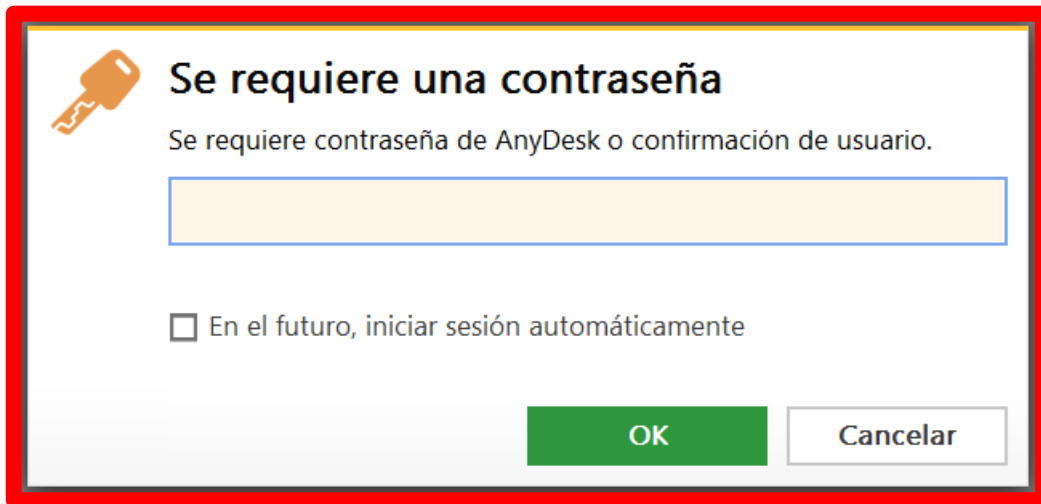 Se requiere una contraseña
Se requiere contraseña de AnyDesk o confirmación de usuario.
En el futuro, iniciar sesión automáticamente
OK
Cancelar